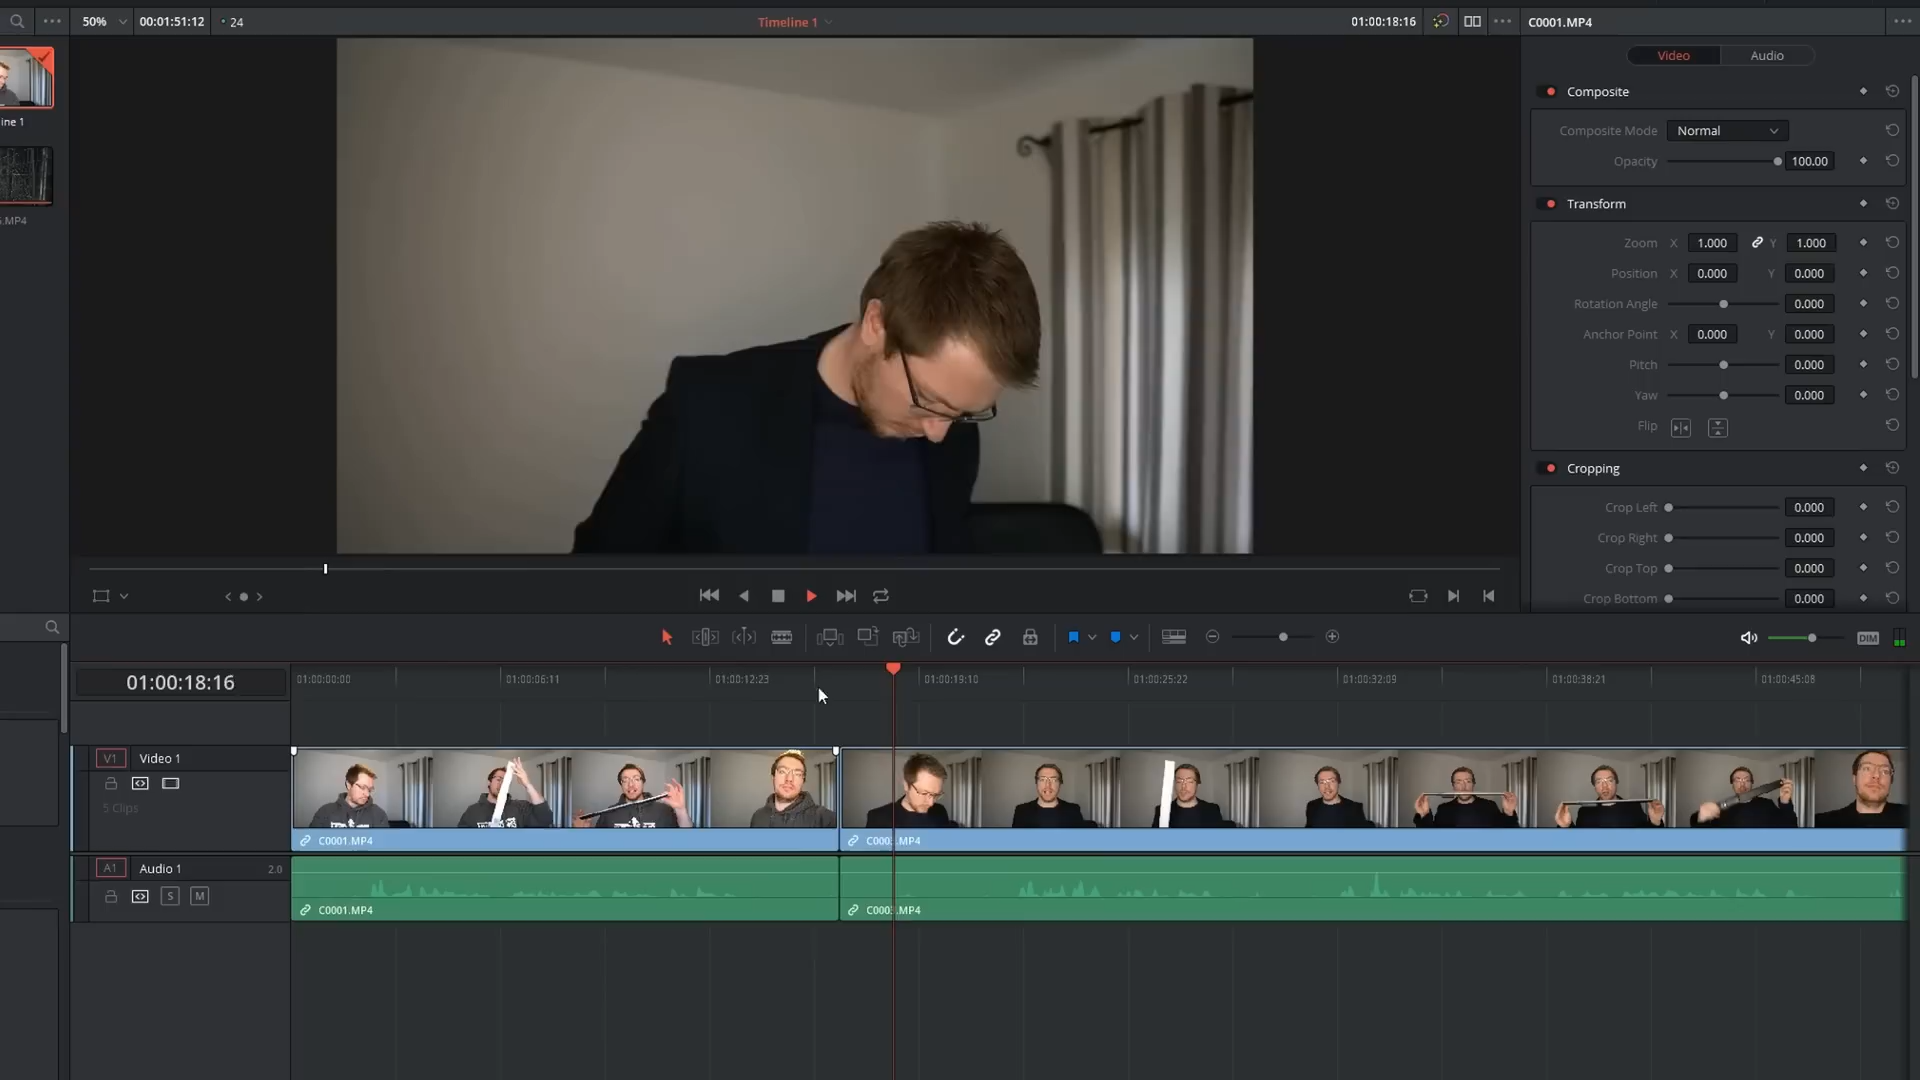 50% 00:01:51:12 24 Timeline 1 01:00:18:16 C0001.MP4
Video Audio
ine 1
.MP4
Composite
Composite Mode Normal
Opacity 100.00
Transform
Zoom X 1.000 Y 1.000
Position X 0.000 Y 0.000
Rotation Angle 0.000
Anchor Point X 0.000 Y 0.000
Pitch 0.000
Yaw 0.000
Flip
Cropping
Crop Left 0.000
Crop Right 0.000
Crop Top 0.000
Crop Bottom 0.000
DIM
01:00:18:16 01:00:00:00 01:00:06:11 01:00:12:23 01:00:19:10 01:00:25:22 01:00:32:09 01:00:38:21 01:00:45:08
V1 Video 1
5 Clips
C0001.MP4 C000 .MP4
A1 Audio 1 2.0
S M
C0001.MP4 C000 .MP4